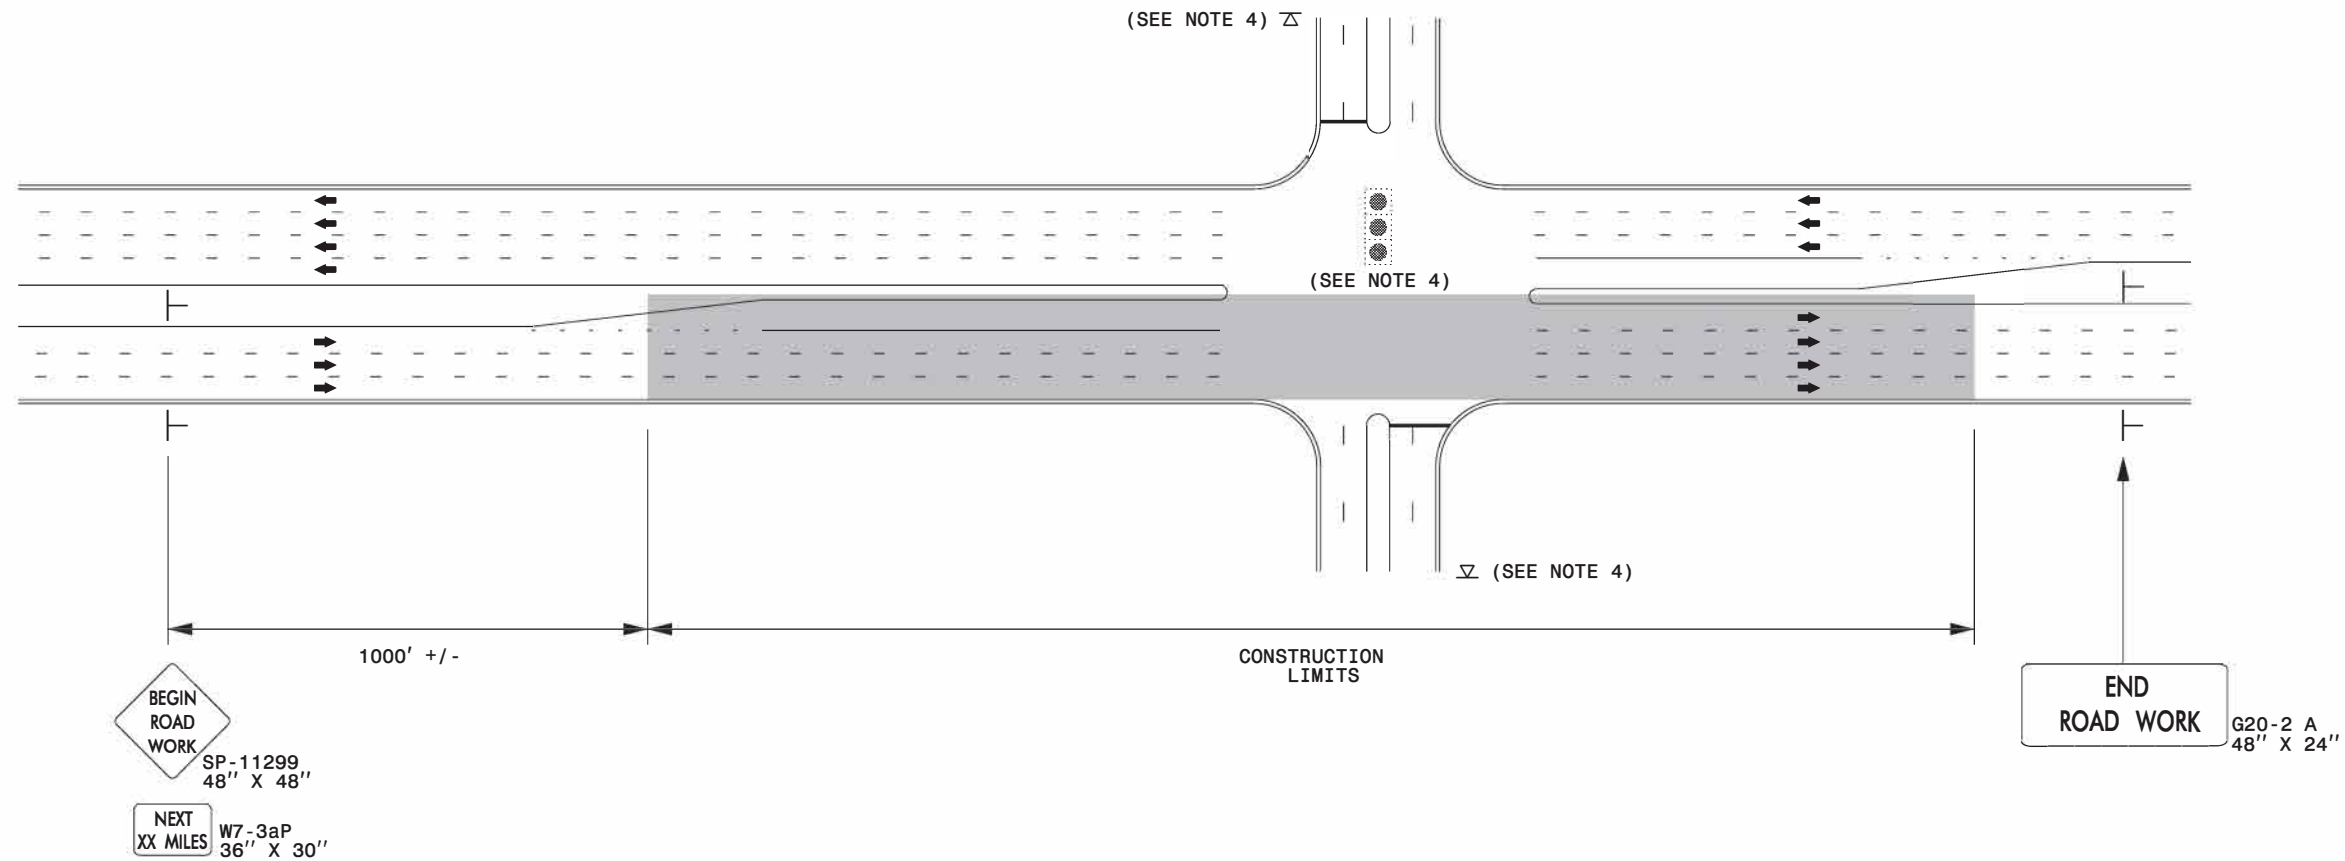 (SEE NOTE 4)
(SEE NOTE 4)
(SEE NOTE 4)
1000' +/-
CONSTRUCTION
LIMITS
BEGIN
ROAD
WORK
SP-11299
48'' X 48''
NEXT
XX MILES
W7-3aP
36'' X 30''
END
ROAD WORK
G20-2 A
48'' X 24''